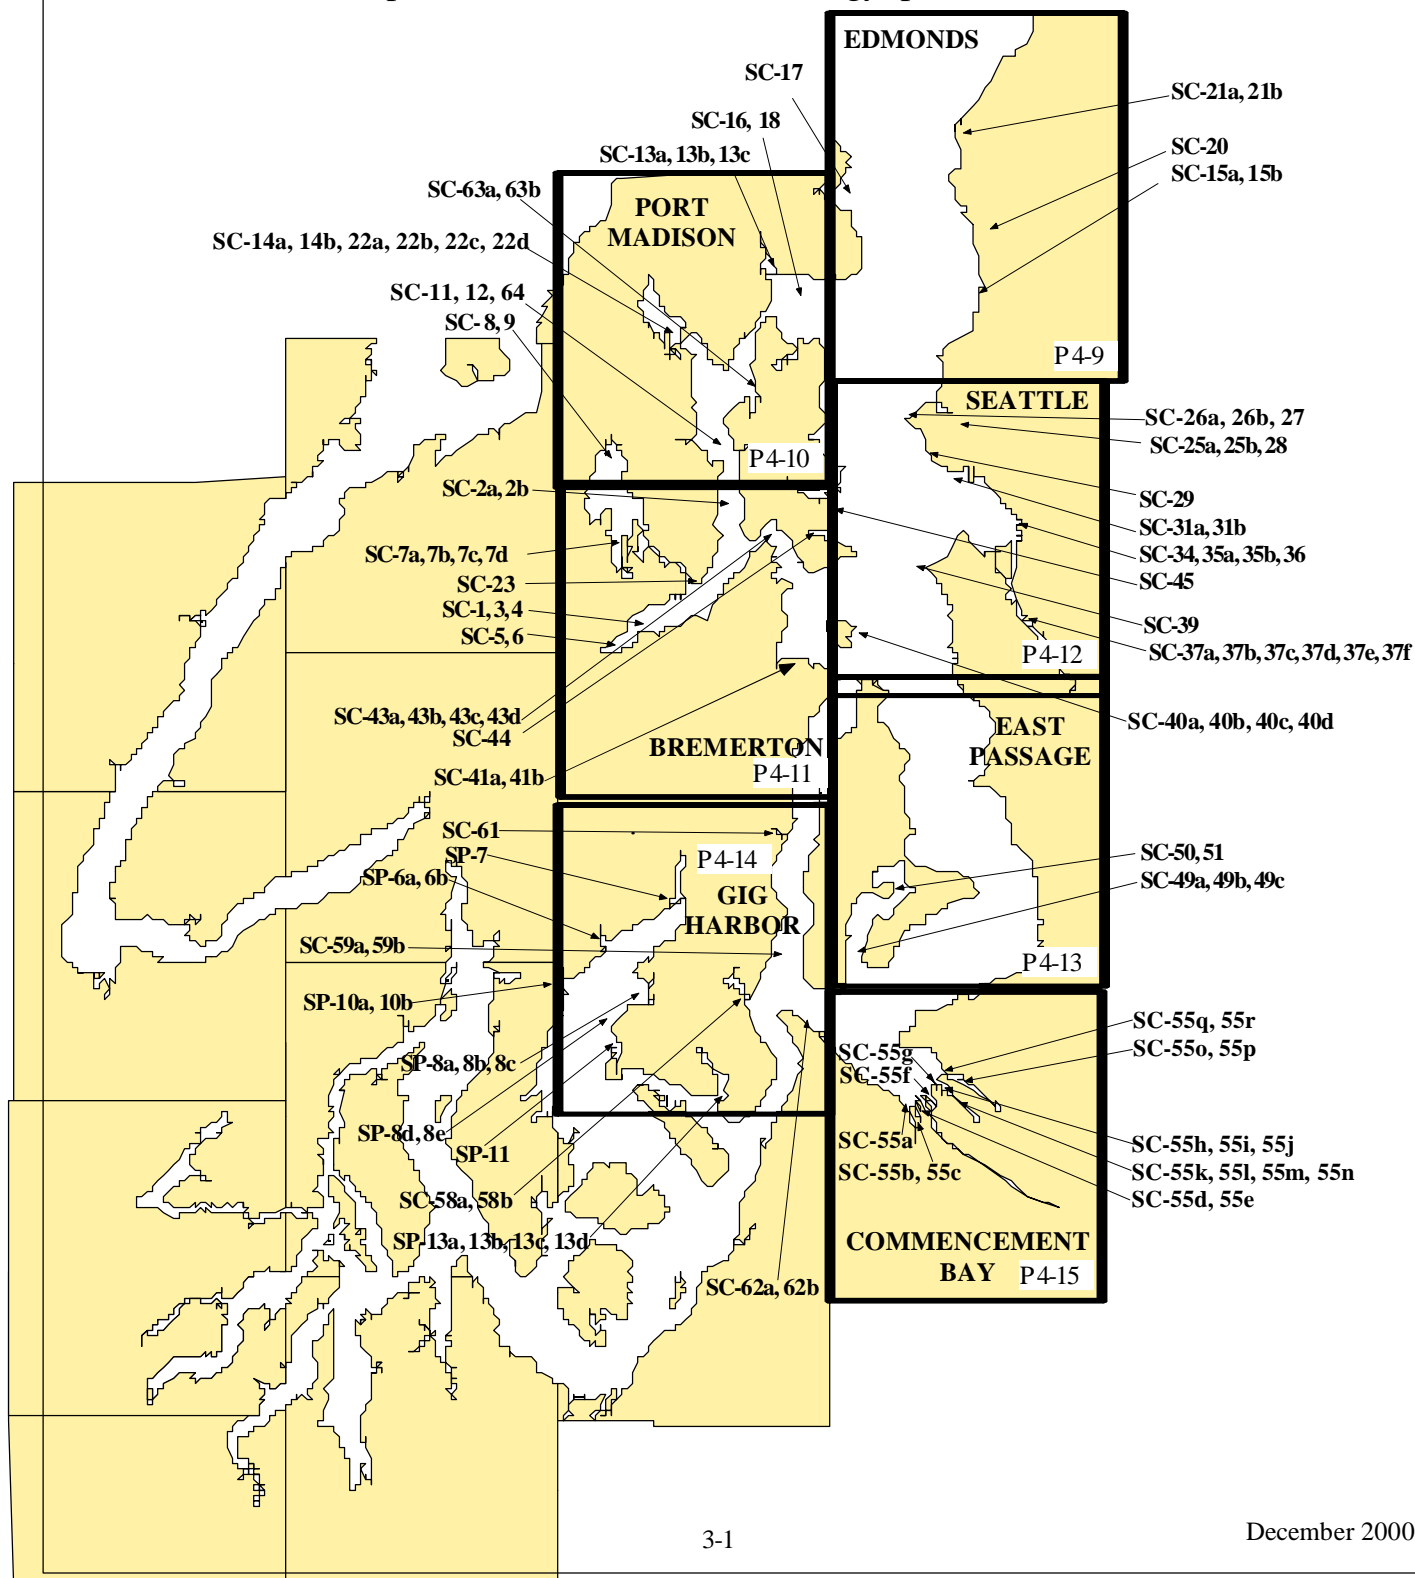 EDMONDS
SC-17
SC-21a, 21b
SC-16, 18
SC-20
SC-13a, 13b, 13c
SC-15a, 15b
SC-63a, 63b
PORT
MADISON
SC-14a, 14b, 22a, 22b, 22c, 22d
SC-11, 12, 64
SC- 8, 9
P4-9
SEATTLE
SC-26a, 26b, 27
SC-25a, 25b, 28
P4-10
SC-2a, 2b
SC-29
SC-31a, 31b
SC-7a, 7b, 7c, 7d
SC-34, 35a, 35b, 36
SC-23
SC-45
SC-1, 3, 4
SC-5, 6
SC-39
P4-12
SC-37a, 37b, 37c, 37d, 37e, 37f
SC-43a, 43b, 43c, 43d
SC-40a, 40b, 40c, 40d
SC-44
EAST
PASSAGE
BREMERTON
P4-11
SC-41a, 41b
SC-61
SP-7
P4-14
SC-50, 51
SP-6a, 6b
SC-49a, 49b, 49c
GIG
HARBOR
SC-59a, 59b
P4-13
SP-10a, 10b
SC-55q, 55r
SC-55g
SC-55o, 55p
SP-8a, 8b, 8c
SC-55f
SP-8d, 8e
SC-55a
SC-55h, 55i, 55j
SP-11
SC-55b, 55c
SC-55k, 55l, 55m, 55n
SC-58a, 58b
SC-55d, 55e
SP-13a, 13b, 13c, 13d
COMMENCEMENT
BAY
P4-15
SC-62a, 62b
3-1
December 2000